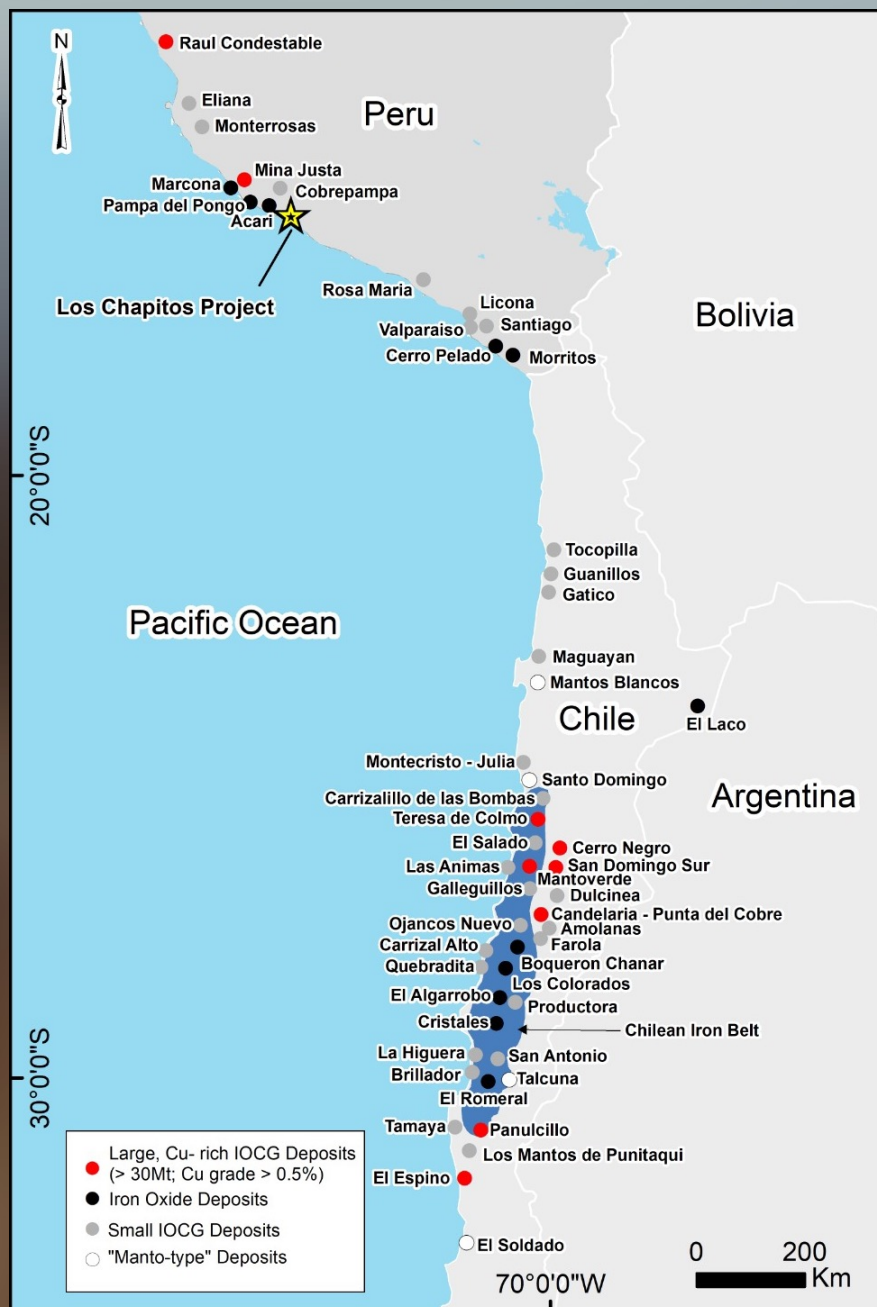 N
Raul Condestable
Eliana
Monterrosas
Peru
Mina Justa
Marcona
Cobrepampa
Pampa del Pongo
Acari
Los Chapitos Project
Rosa Maria
Licona
Valparaiso
Santiago
Cerro Pelado
Morritos
Bolivia
20°0'0"S
Tocopilla
Guanillos
Gatico
Pacific Ocean
Maguayan
Mantos Blancos
Chile
El Laco
Montecristo - Julia
Santo Domingo
Argentina
Carrizalillo de las Bombas
Teresa de Colmo
El Salado
Cerro Negro
Las Animas
San Domingo Sur
Mantoverde
Galleguillos
Dulcinea
Candelaria - Punta del Cobre
Ojancos Nuevo
Amolanas
Farola
Carrizal Alto
Boqueron Chanar
Quebradita
Los Colorados
El Algarrobo
Productora
Cristales
Chilean Iron Belt
La Higuera
San Antonio
Brillador
Talcuna
El Romeral
30°0'0"S
Tamaya
Panulcillo
Los Mantos de Punitaqui
El Espino
El Soldado
Large, Cu- rich IOCG Deposits
(> 30Mt; Cu grade > 0.5%)
Iron Oxide Deposits
Small IOCG Deposits
"Manto-type" Deposits
0 200
Km
70°0'0"W